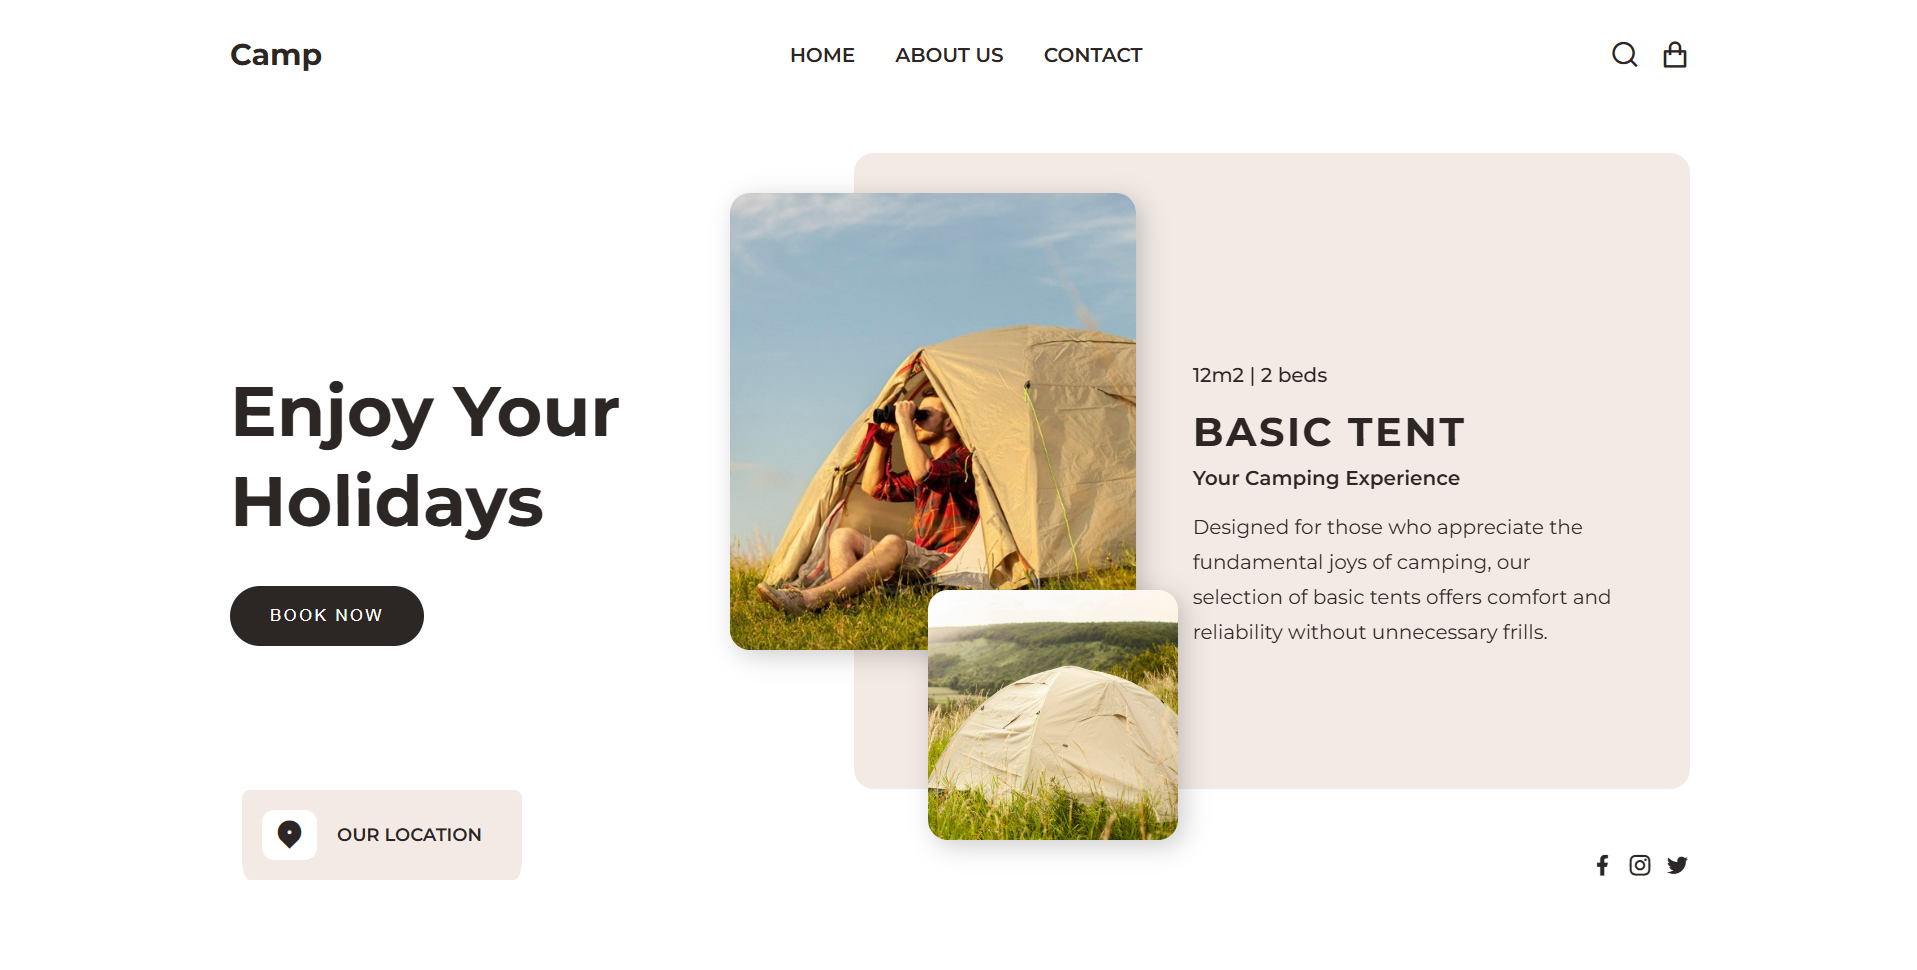 Camp
HOME
ABOUT US
CONTACT
Enjoy Your
Holidays
BOOK NOW
12m2 | 2 beds
BASIC TENT
Your Camping Experience
Designed for those who appreciate the
fundamental joys of camping, our
selection of basic tents offers comfort and
reliability without unnecessary frills.
OUR LOCATION